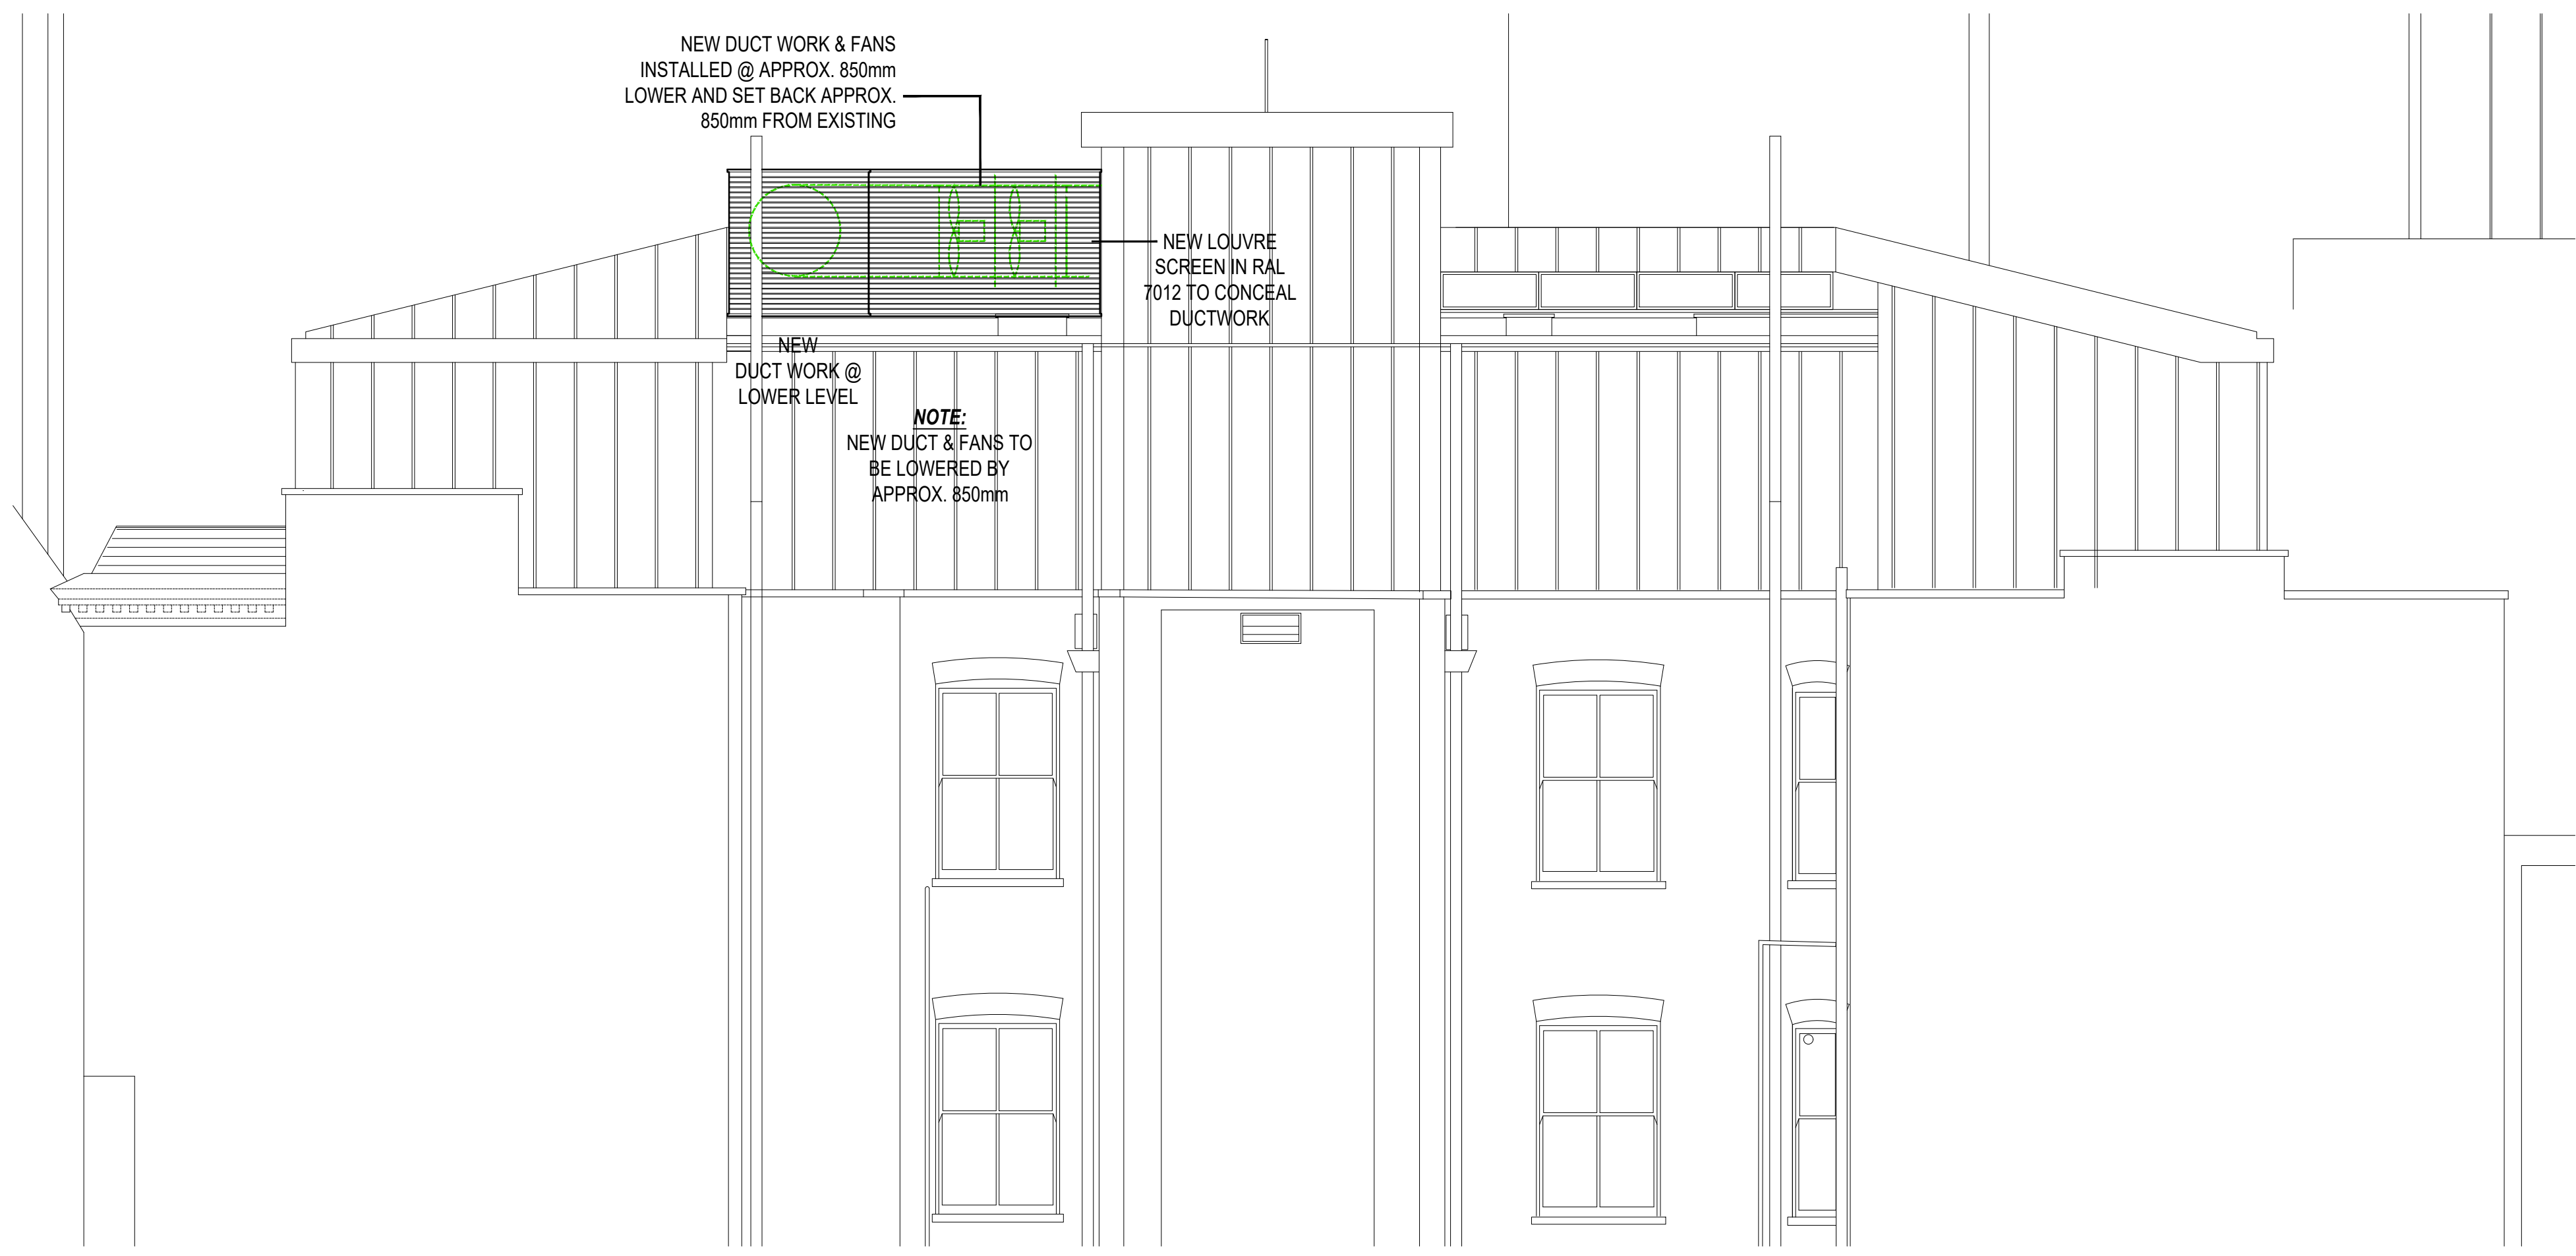 NEW DUCT WORK & FANS
INSTALLED @ APPROX. 850mm
LOWER AND SET BACK APPROX.
850mm FROM EXISTING
NEW LOUVRE
SCREEN IN RAL
7012 TO CONCEAL
DUCTWORK
NEW
DUCT WORK @
LOWER LEVEL
NOTE:
NEW DUCT & FANS TO
BE LOWERED BY
APPROX. 850mm